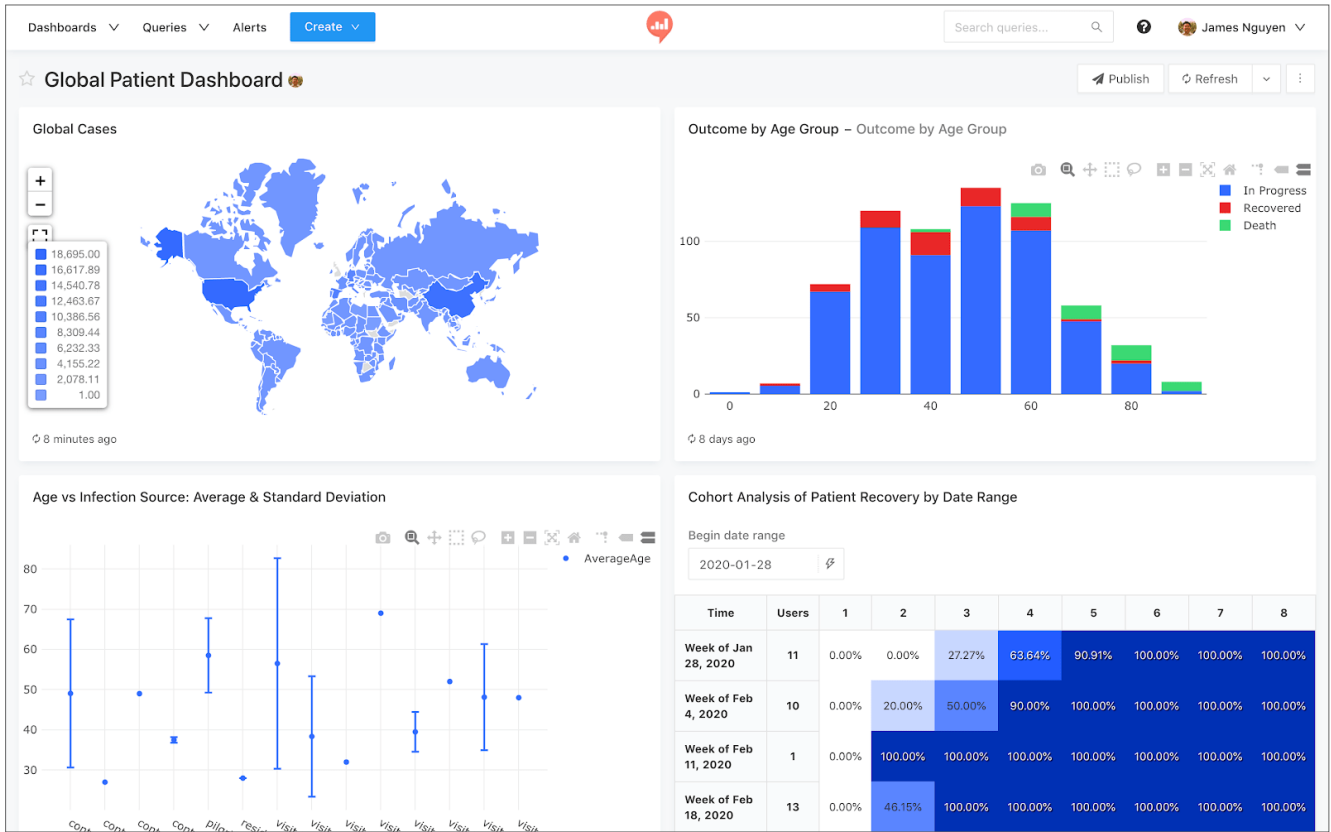 Dashboards Queries Alerts Create Search queries... James Nguyen
Global Patient Dashboard Publish Refresh
Global Cases
+
−
18,695.00
16,617.89
14,540.78
12,463.67
10,386.56
8,309.44
6,232.33
4,155.22
2,078.11
1.00
8 minutes ago
Outcome by Age Group – Outcome by Age Group
In Progress
Recovered
Death
100
50
0
0 20 40 60 80
8 days ago
Age vs Infection Source: Average & Standard Deviation
AverageAge
80
70
60
50
40
30
Cohort Analysis of Patient Recovery by Date Range
Begin date range
2020-01-28
Time Users 1 2 3 4 5 6 7 8
Week of Jan
28, 2020 11 0.00% 0.00% 27.27% 63.64% 90.91% 100.00% 100.00% 100.00%
Week of Feb
4, 2020 10 0.00% 20.00% 50.00% 90.00% 100.00% 100.00% 100.00% 100.00%
Week of Feb
11, 2020 1 0.00% 100.00% 100.00% 100.00% 100.00% 100.00% 100.00% 100.00%
Week of Feb
18, 2020 13 0.00% 46.15% 100.00% 100.00% 100.00% 100.00% 100.00% 100.00%